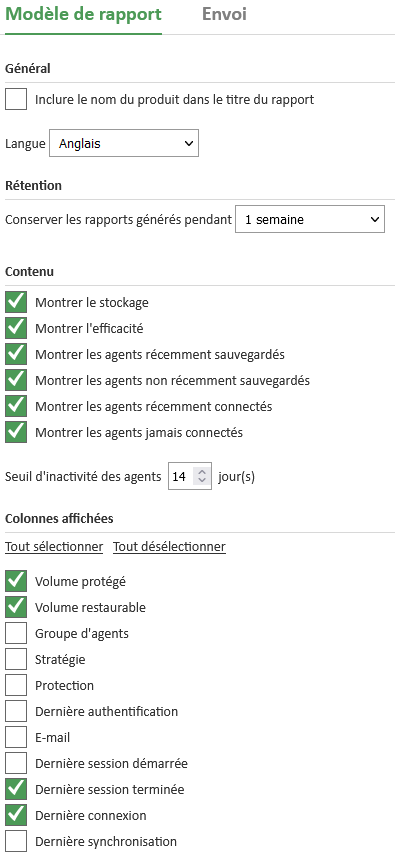 Modèle de rapport Envoi
Général
Inclure le nom du produit dans le titre du rapport
Langue Anglais
Rétention
Conserver les rapports générés pendant 1 semaine
Contenu
Montrer le stockage
Montrer l'efficacité
Montrer les agents récemment sauvegardés
Montrer les agents non récemment sauvegardés
Montrer les agents récemment connectés
Montrer les agents jamais connectés
Seuil d'inactivité des agents 14 jour(s)
Colonnes affichées
Tout sélectionner Tout désélectionner
Volume protégé
Volume restaurable
Groupe d'agents
Stratégie
Protection
Dernière authentification
E-mail
Dernière session démarrée
Dernière session terminée
Dernière connexion
Dernière synchronisation